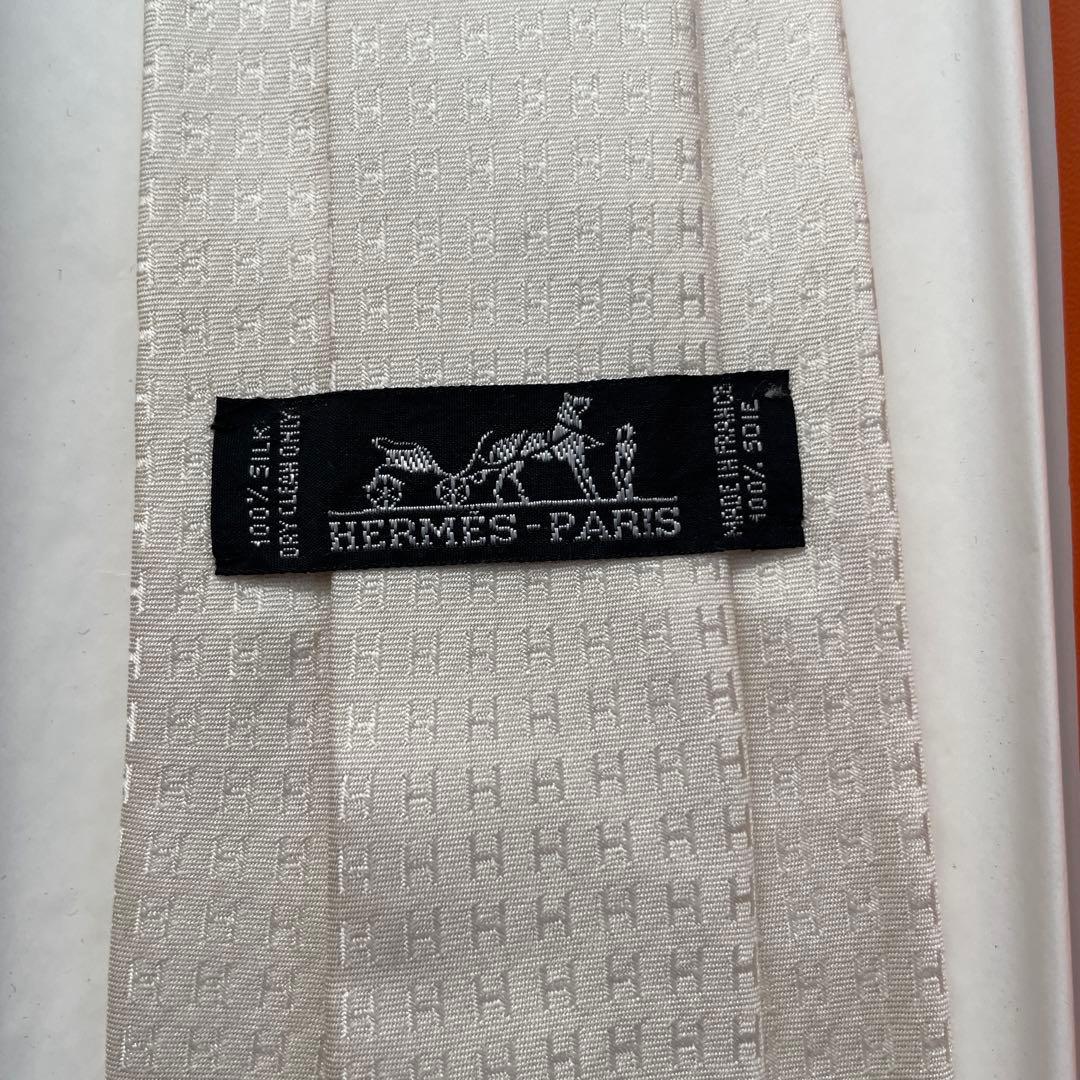 100% SILK
DRY CLEAN ONLY
HERMÈS-PARIS
MADE IN FRANCE
100% SOIE